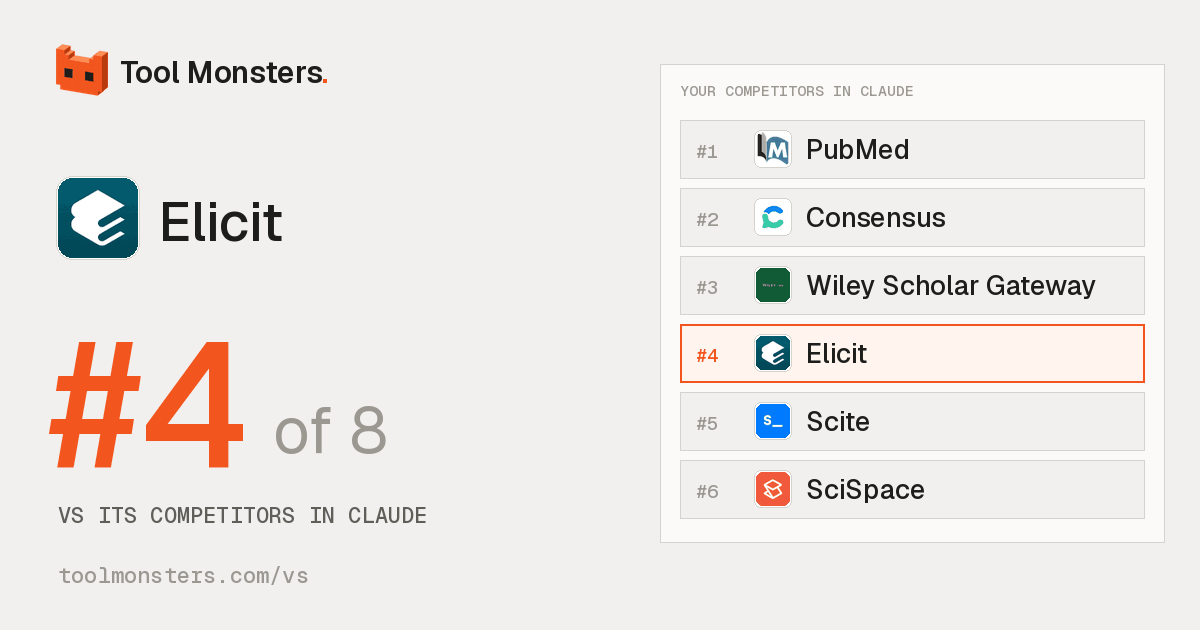 Tool Monsters.
Elicit
#4 of 8
VS ITS COMPETITORS IN CLAUDE
toolmonsters.com/vs
YOUR COMPETITORS IN CLAUDE
#1 PubMed
#2 Consensus
#3 Wiley Scholar Gateway
#4 Elicit
#5 s_ Scite
#6 SciSpace